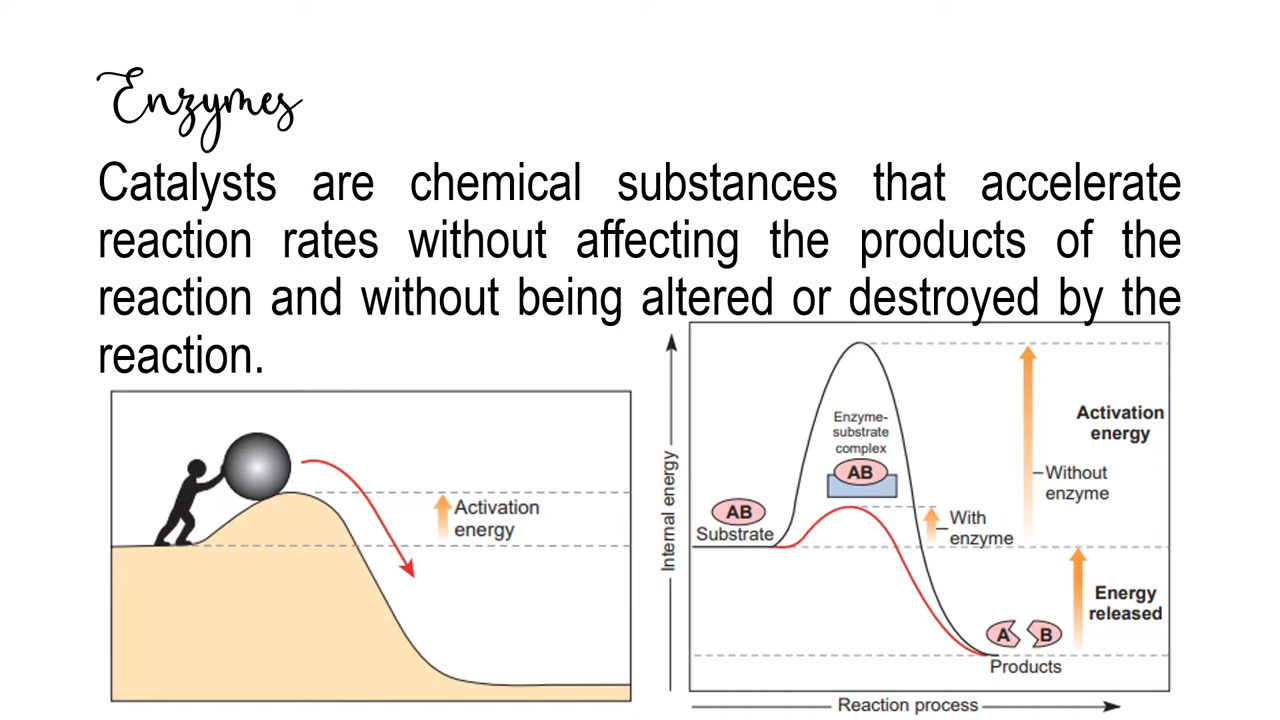 Enzymes
Catalysts are chemical substances that accelerate
reaction rates without affecting the products of the
reaction and without being altered or destroyed by the
reaction.
Activation
energy
Internal energy
Enzyme-
substrate
complex
AB
AB
Substrate
Activation
energy
Without
enzyme
With
enzyme
Energy
released
A B
Products
Reaction process